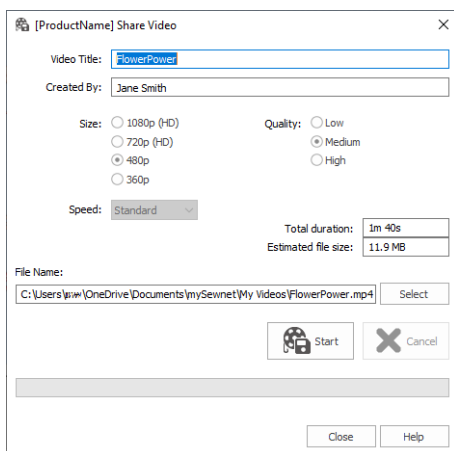 [ProductName] Share Video
Video Title: FlowerPower
Created By: Jane Smith
Size: 1080p (HD) Quality: Low
720p (HD) Medium
480p High
360p
Speed: Standard
Total duration: 1m 40s
Estimated file size: 11.9 MB
File Name:
C:\Users\ \OneDrive\Documents\mySewnet\My Videos\FlowerPower.mp4 Select
Start Cancel
Close Help